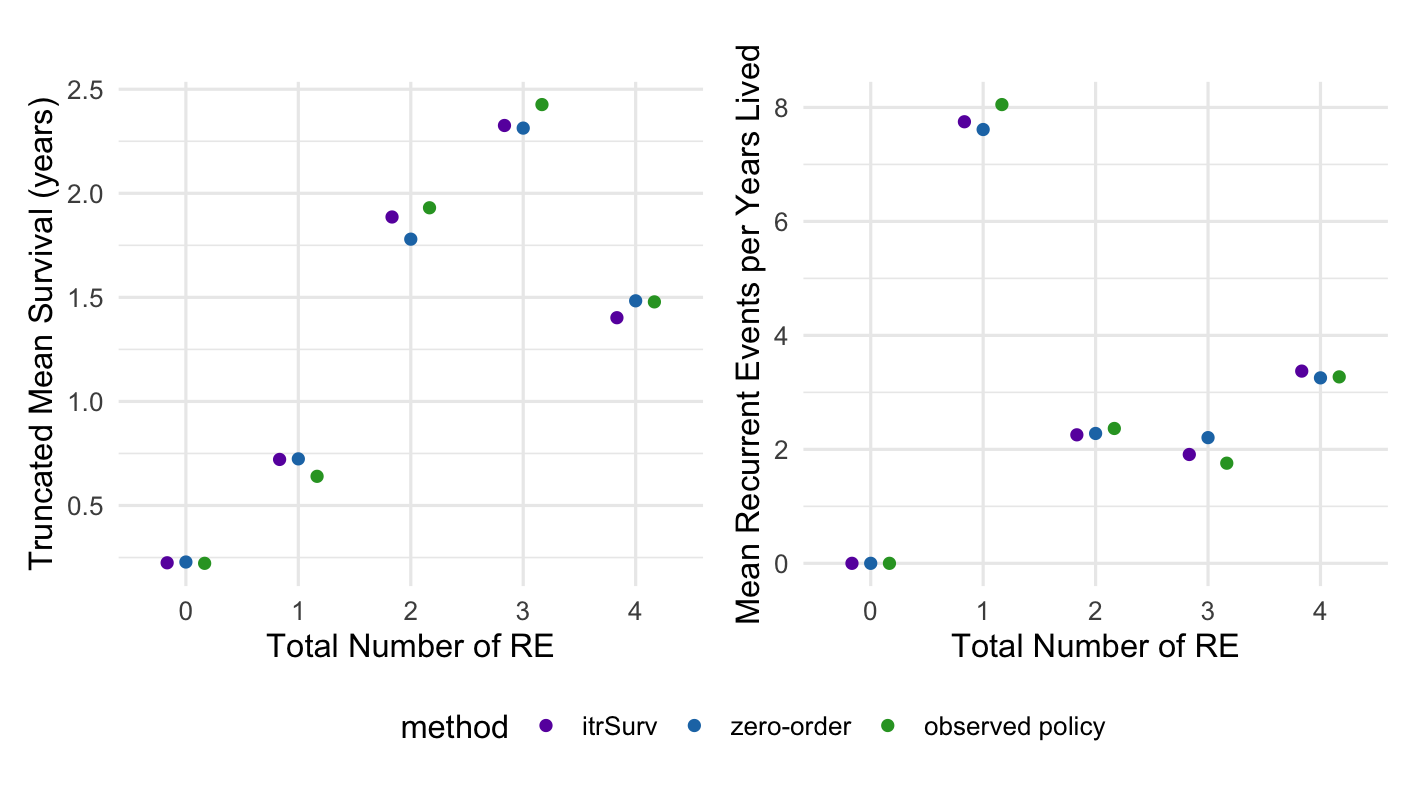 Truncated Mean Survival (years)
2.5
2.0
1.5
1.0
0.5
0 1 2 3 4
Total Number of RE
Mean Recurrent Events per Years Lived
8
6
4
2
0
0 1 2 3 4
Total Number of RE
method itrSurv zero-order observed policy